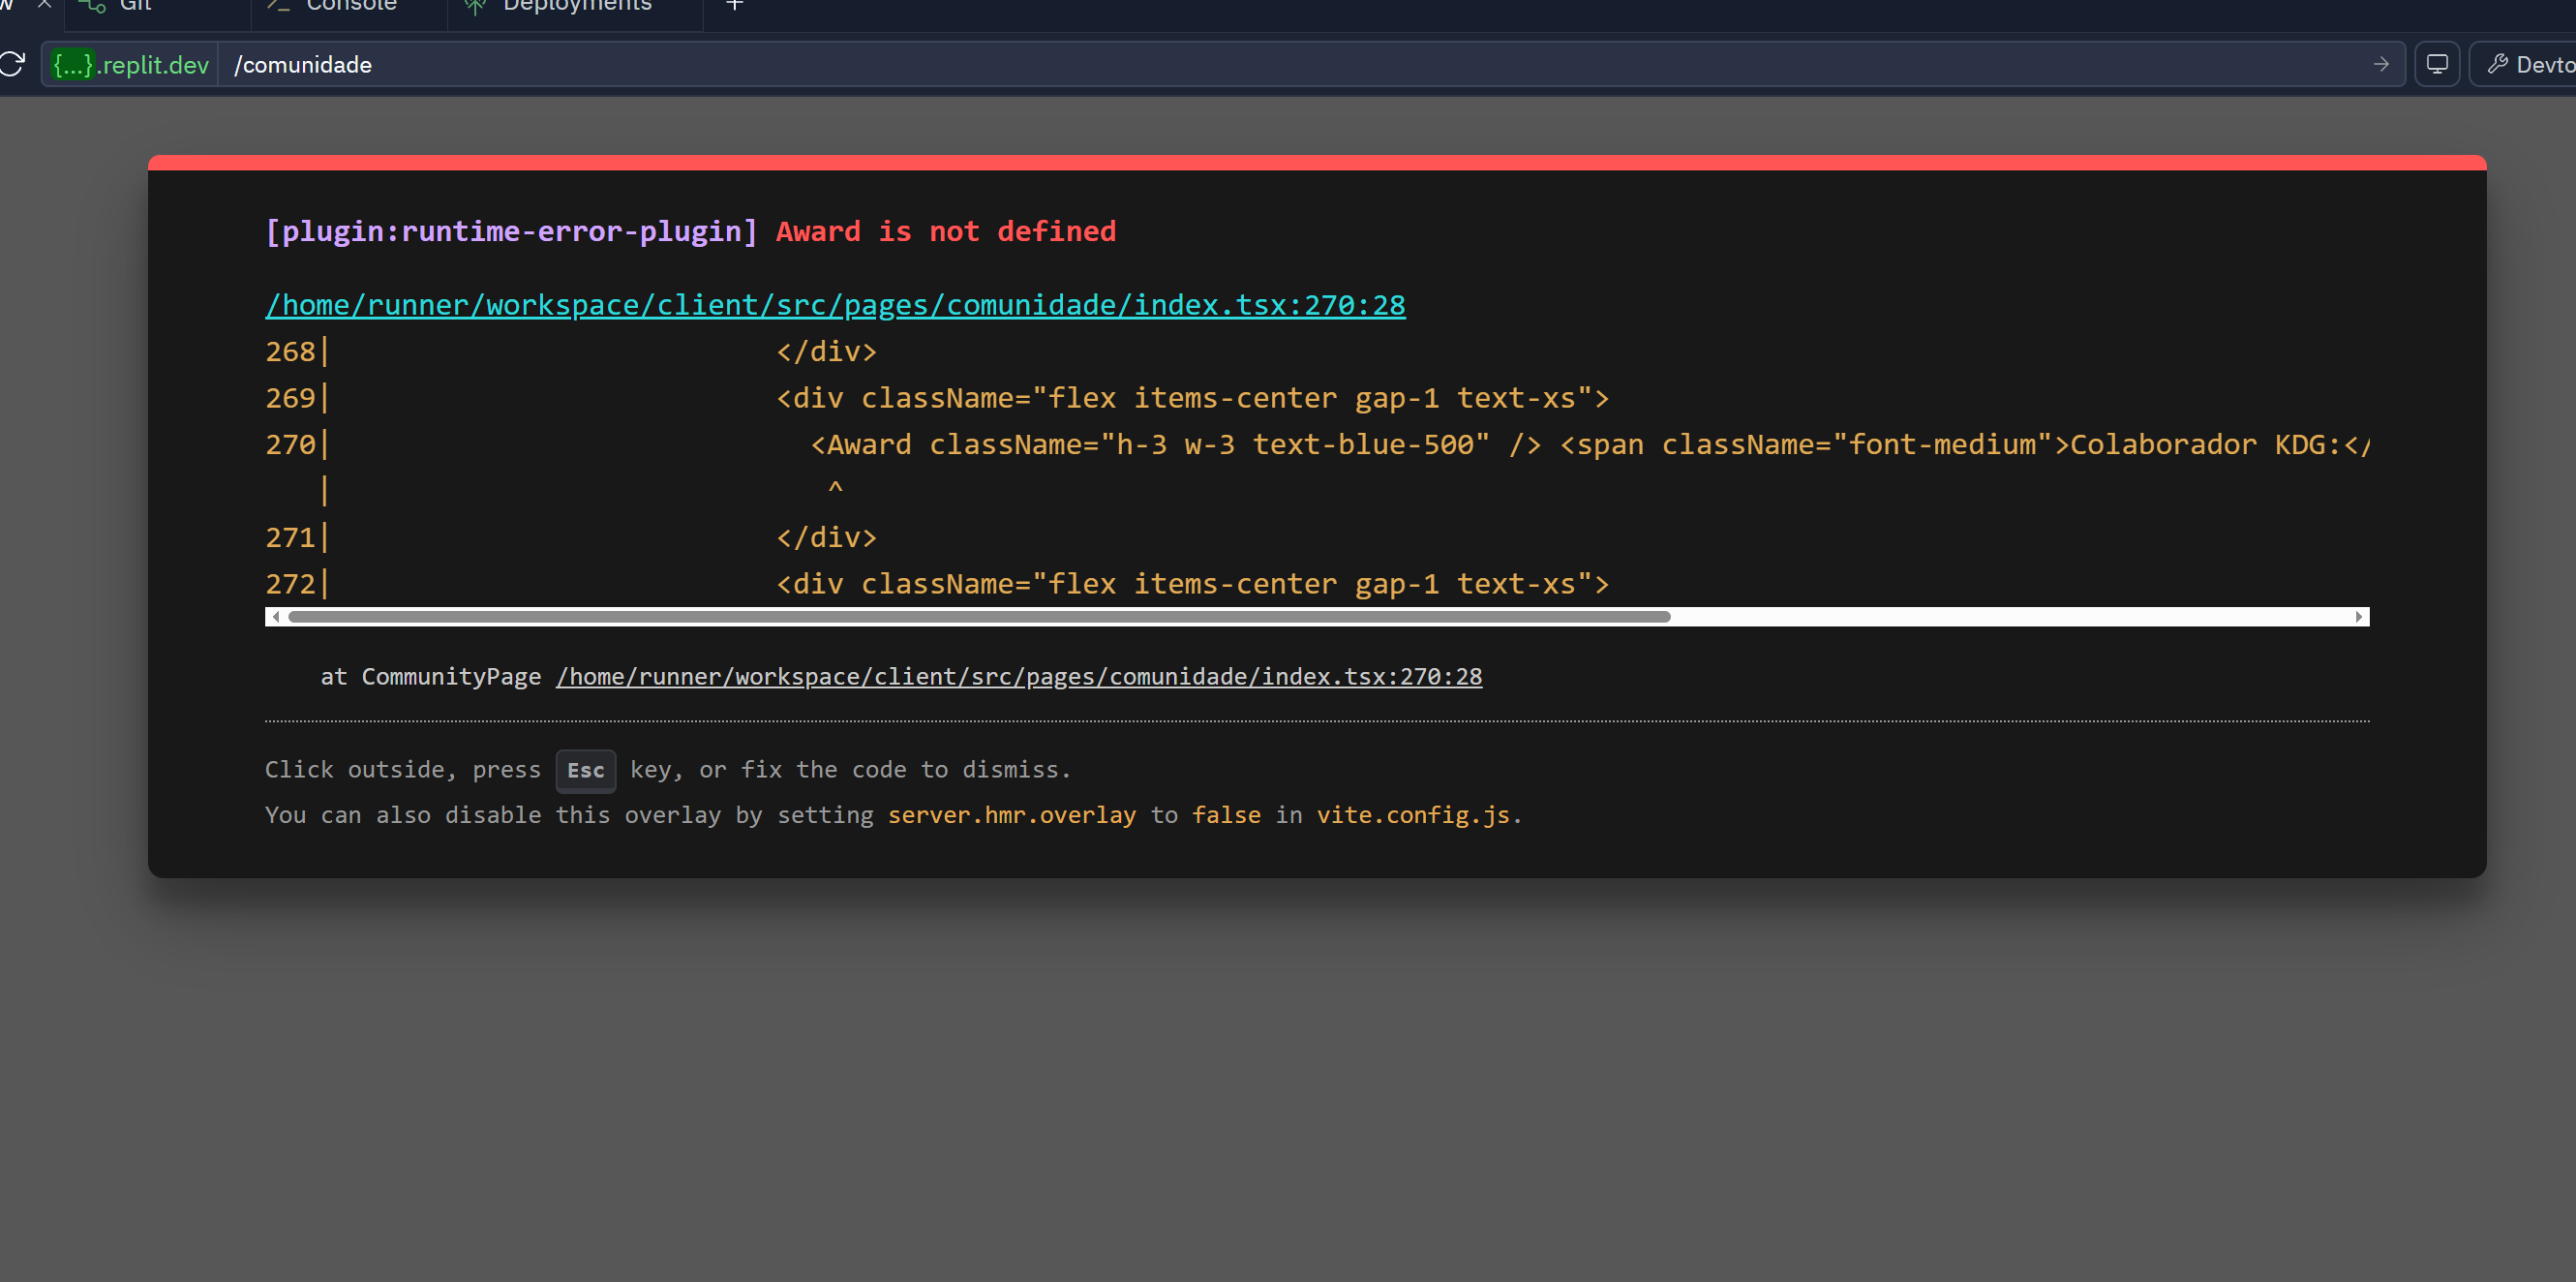 Git
Console
Deployments
{...}.replit.dev /comunidade
Devto
[plugin:runtime-error-plugin] Award is not defined
/home/runner/workspace/client/src/pages/comunidade/index.tsx:270:28
268| </div>
269| <div className="flex items-center gap-1 text-xs">
270| <Award className="h-3 w-3 text-blue-500" /> <span className="font-medium">Colaborador KDG:</
| ^
271| </div>
272| <div className="flex items-center gap-1 text-xs">
at CommunityPage /home/runner/workspace/client/src/pages/comunidade/index.tsx:270:28
Click outside, press Esc key, or fix the code to dismiss.
You can also disable this overlay by setting server.hmr.overlay to false in vite.config.js.